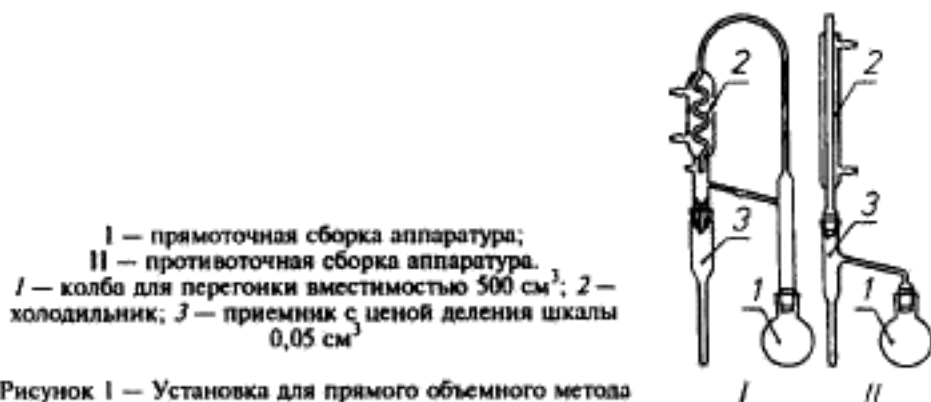 I — прямоточная сборка аппаратура;
II — противоточная сборка аппаратура.
1 — колба для перегонки вместимостью 500 см³; 2 —
холодильник; 3 — приемник с ценой деления шкалы
0,05 см³
Рисунок 1 — Установка для прямого объемного метода
2
3
1
I
2
3
1
II